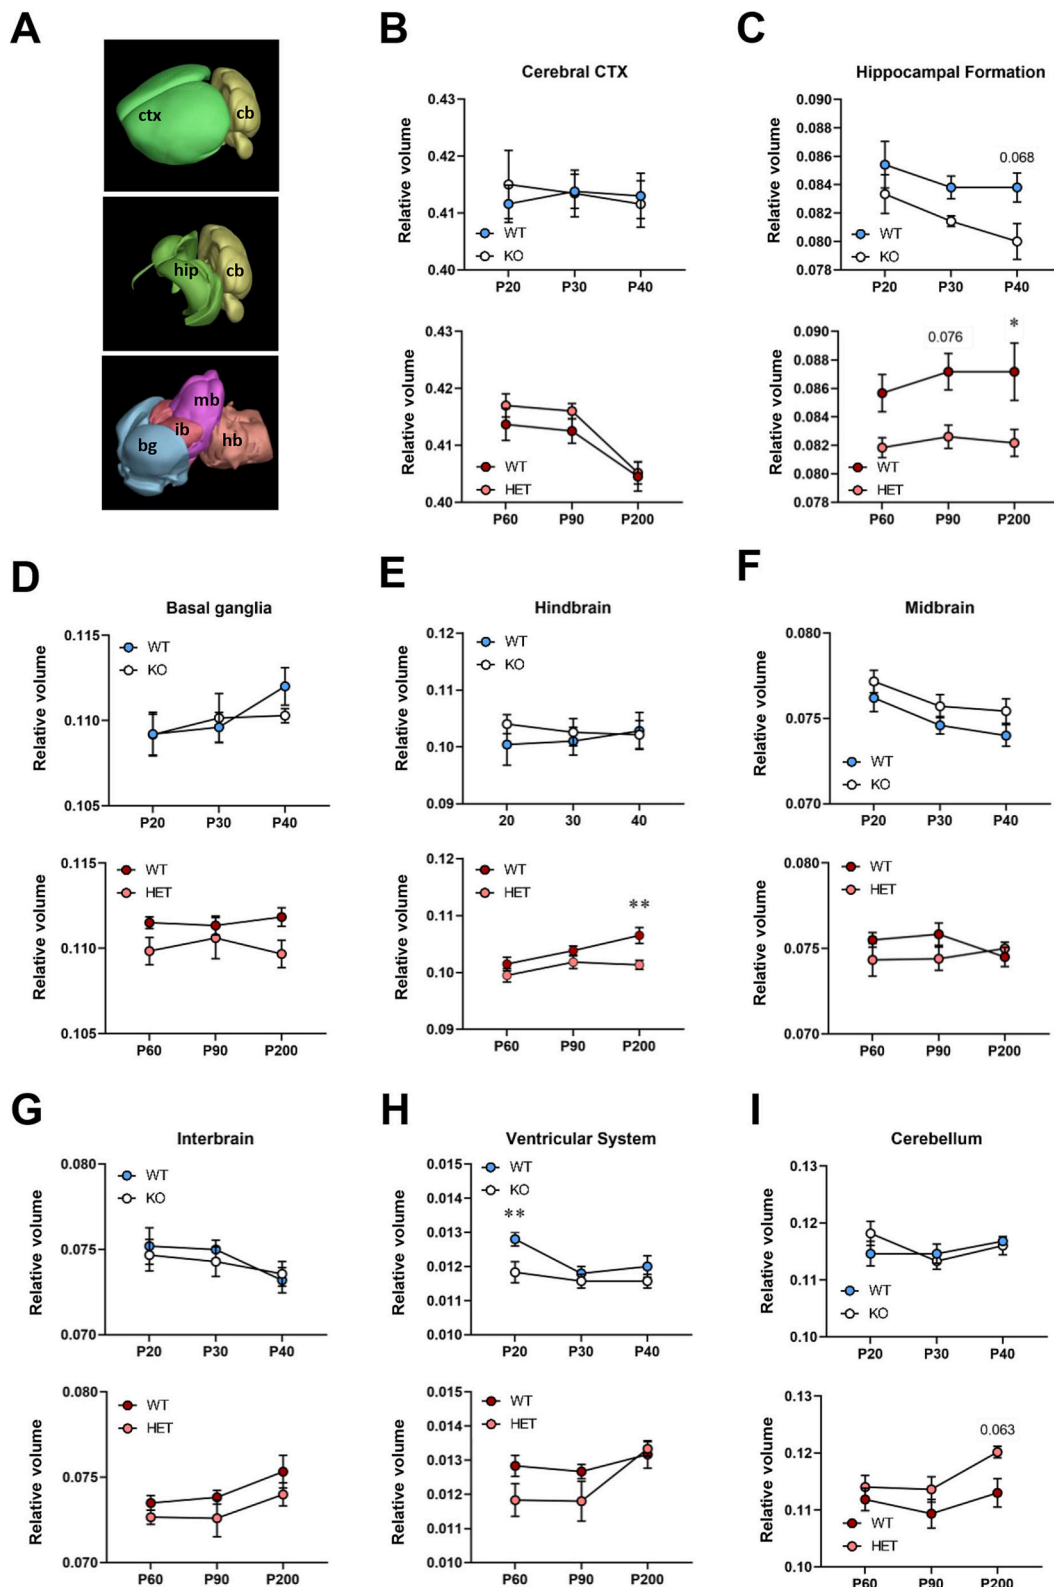 A
B
C
ctx
cb
hip
cb
mb
ib
bg
hb
Cerebral CTX
Relative volume
0.43
0.42
0.41
0.40
WT
KO
P20
P30
P40
Relative volume
0.43
0.42
0.41
0.40
WT
HET
P60
P90
P200
Hippocampal Formation
Relative volume
0.090
0.088
0.086
0.084
0.082
0.080
0.078
0.068
WT
KO
P20
P30
P40
Relative volume
0.090
0.088
0.086
0.084
0.082
0.080
0.078
0.076
*
WT
HET
P60
P90
P200
D
E
F
Basal ganglia
Relative volume
0.115
0.110
0.105
WT
KO
P20
P30
P40
Relative volume
0.115
0.110
0.105
WT
HET
P60
P90
P200
Hindbrain
Relative volume
0.12
0.11
0.10
0.09
WT
KO
20
30
40
Relative volume
0.12
0.11
0.10
0.09
WT
HET
**
P60
P90
P200
Midbrain
Relative volume
0.080
0.075
0.070
WT
KO
P20
P30
P40
Relative volume
0.080
0.075
0.070
WT
HET
P60
P90
P200
G
H
I
Interbrain
Relative volume
0.080
0.075
0.070
WT
KO
P20
P30
P40
Relative volume
0.080
0.075
0.070
WT
HET
P60
P90
P200
Ventricular System
Relative volume
0.015
0.014
0.013
0.012
0.011
0.010
WT
KO
**
P20
P30
P40
Relative volume
0.015
0.014
0.013
0.012
0.011
0.010
WT
HET
P60
P90
P200
Cerebellum
Relative volume
0.13
0.12
0.11
0.10
WT
KO
P20
P30
P40
Relative volume
0.13
0.12
0.11
0.10
0.063
WT
HET
P60
P90
P200